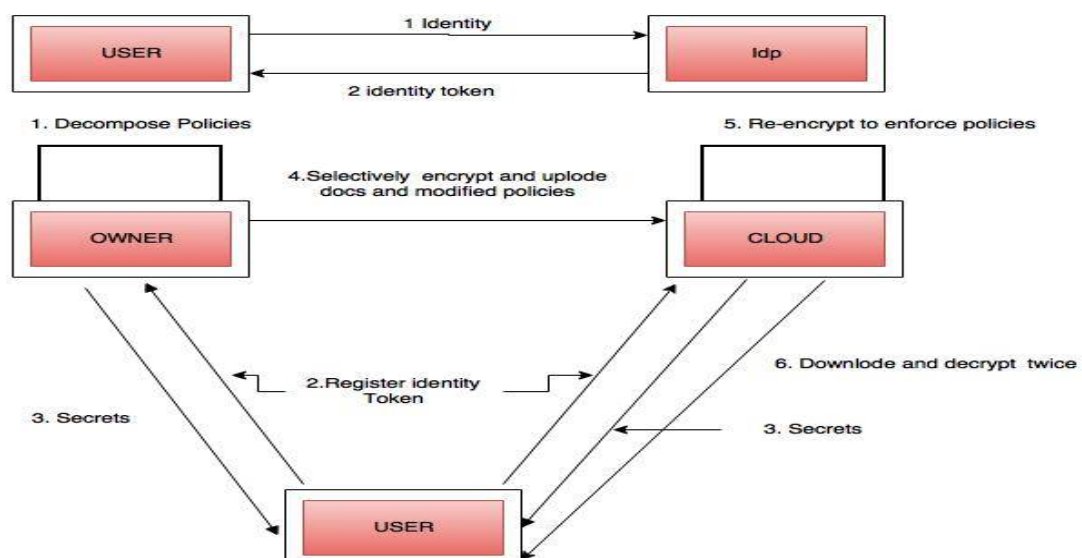 1 Identity
USER
Idp
2 identity token
1. Decompose Policies
5. Re-encrypt to enforce policies
4.Selectively encrypt and uplode
docs and modified policies
OWNER
CLOUD
6. Downlode and decrypt twice
2.Register identity
Token
3. Secrets
3. Secrets
USER